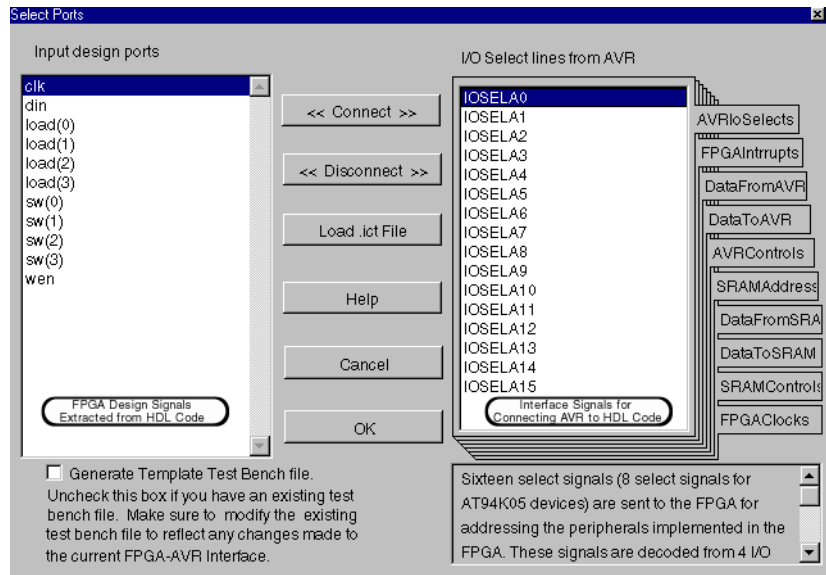 Select Ports
Input design ports
clk
din
load(0)
load(1)
load(2)
load(3)
sw(0)
sw(1)
sw(2)
sw(3)
wen
FPGA Design Signals
Extracted from HDL Code
<< Connect >>
<< Disconnect >>
Load .ict File
Help
Cancel
OK
I/O Select lines from AVR
IOSELA0
IOSELA1
IOSELA2
IOSELA3
IOSELA4
IOSELA5
IOSELA6
IOSELA7
IOSELA8
IOSELA9
IOSELA10
IOSELA11
IOSELA12
IOSELA13
IOSELA14
IOSELA15
Interface Signals for
Connecting AVR to HDL Code
AVRIoSelects
FPGAIntrrupts
DataFromAVR
DataToAVR
AVRControls
SRAMAddress
DataFromSRA
DataToSRAM
SRAMControls
FPGAClocks
Generate Template Test Bench file.
Uncheck this box if you have an existing test
bench file. Make sure to modify the existing
test bench file to reflect any changes made to
the current FPGA-AVR Interface.
Sixteen select signals (8 select signals for
AT94K05 devices) are sent to the FPGA for
addressing the peripherals implemented in the
FPGA. These signals are decoded from 4 I/O